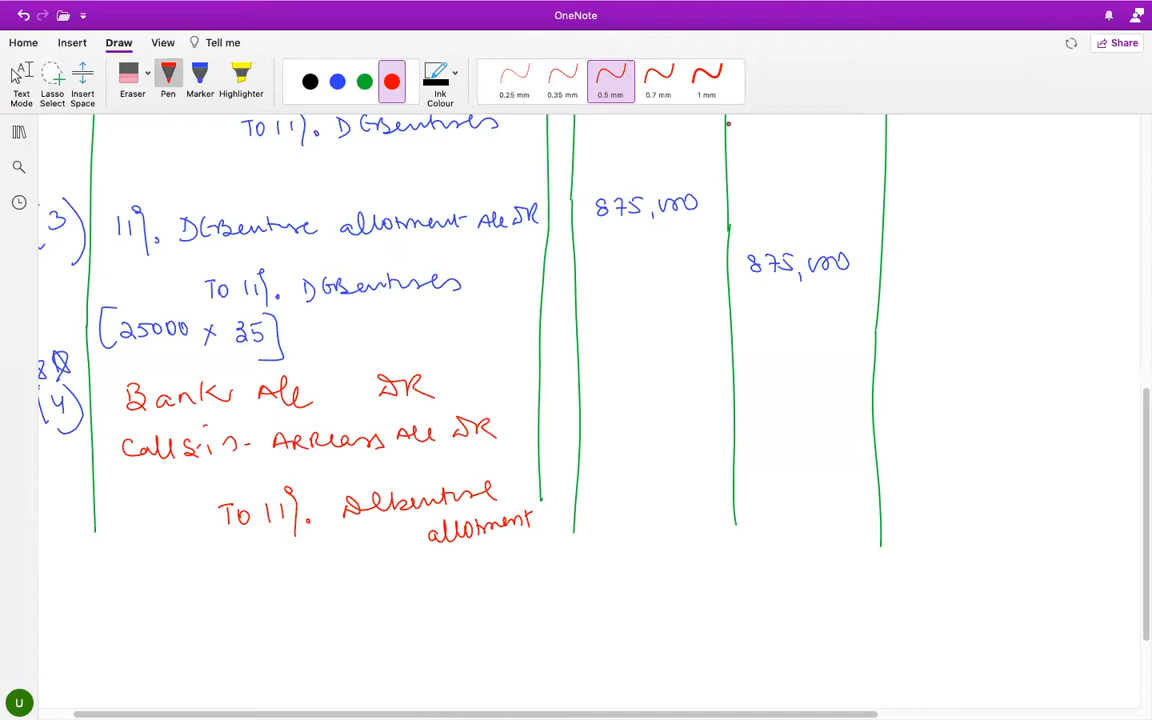 OneNote
Home Insert Draw View Tell me
Share
Text Mode
Lasso Select
Insert Space
Eraser
Pen
Marker
Highlighter
Ink Colour
0.25 mm
0.35 mm
0.5 mm
0.7 mm
1 mm
To 11%. DEBentures
3) 11%. DEBenture allotment A/c DR 875,000
To 11%. DEBentures 875,000
[25000 × 35]
(4) Bank A/c DR
Calls-in-ARRears A/c DR
To 11%. Debenture
allotment
U